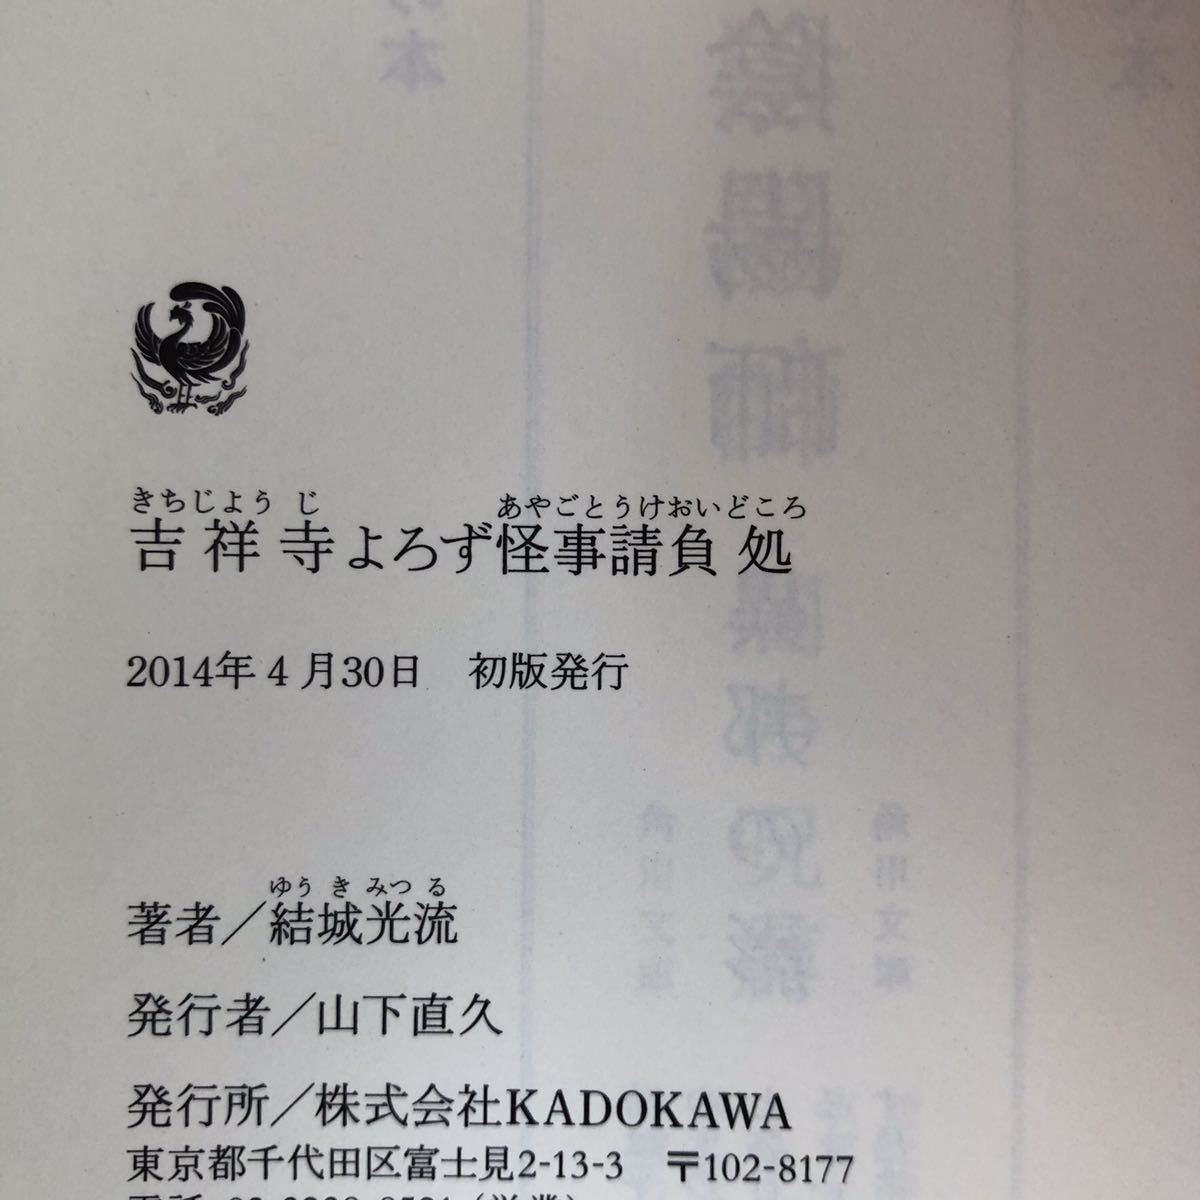 きちじようじ あやごとうけおいどころ
吉祥寺よろず怪事請負処
2014年4月30日 初版発行
ゆうきみつる
著者／結城光流
発行者／山下直久
発行所／株式会社KADOKAWA
東京都千代田区富士見2-13-3 〒102-8177